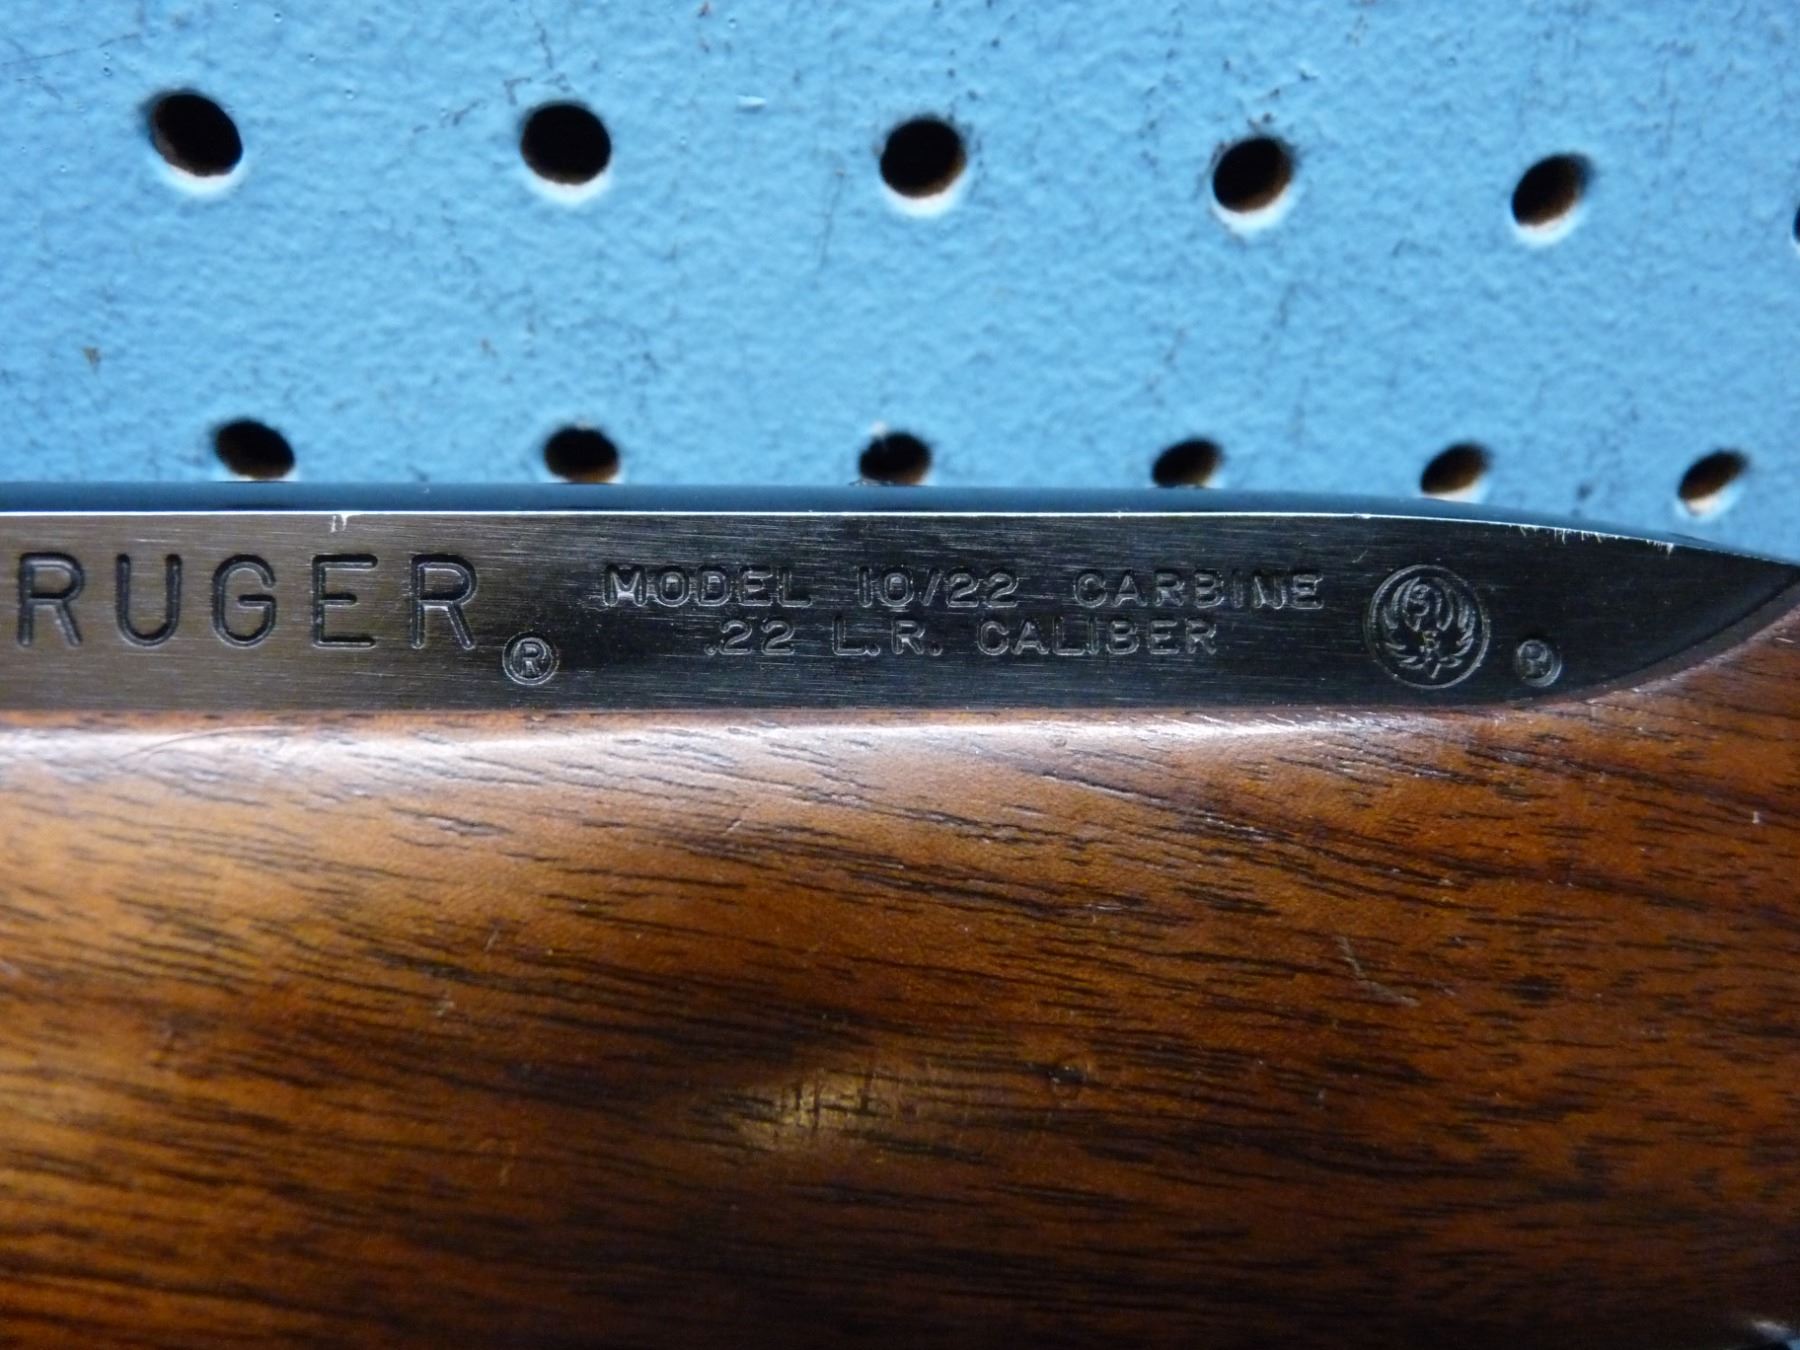 RUGER ®
MODEL 10/22 CARBINE
.22 L.R. CALIBER
®